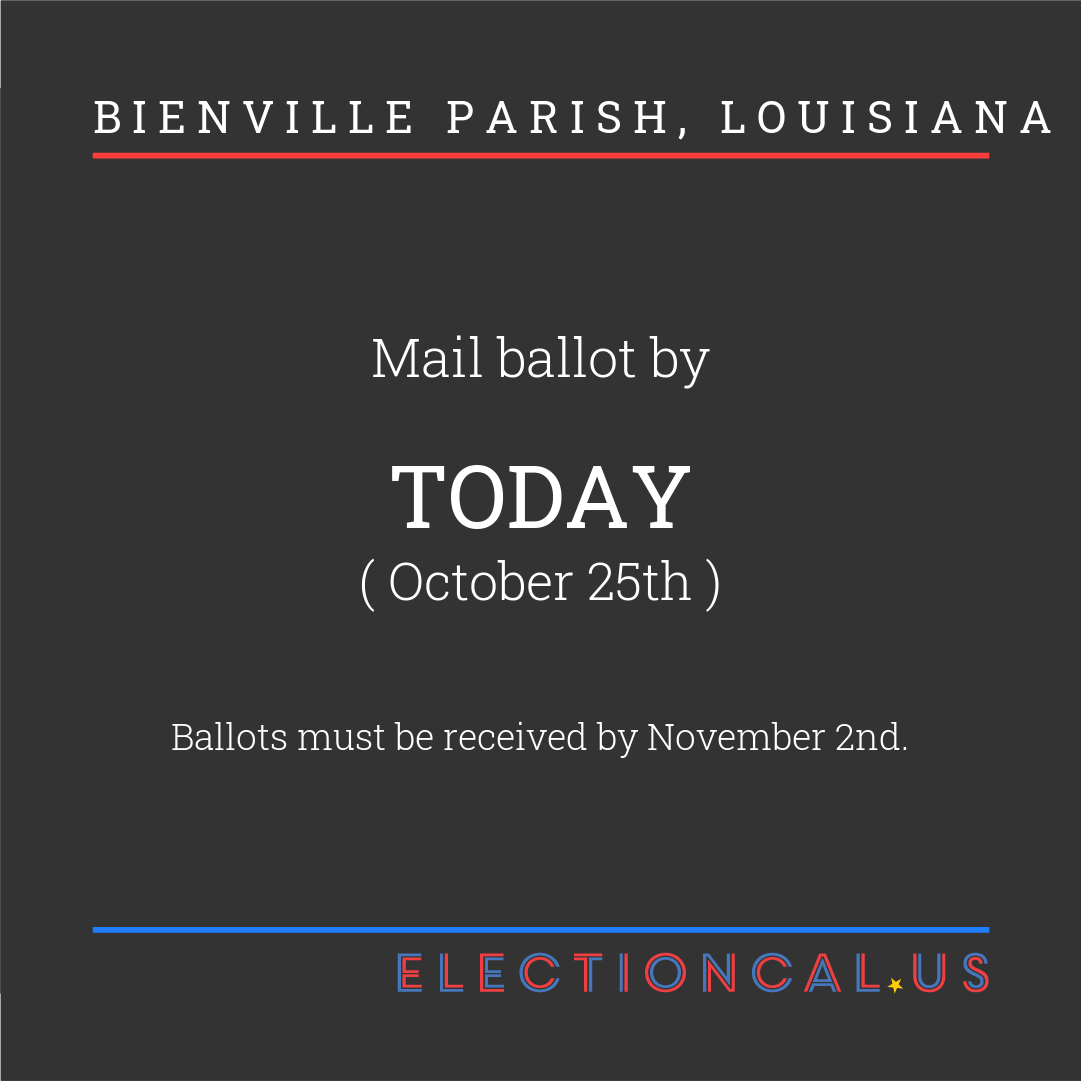 BIENVILLE PARISH, LOUISIANA
Mail ballot by
TODAY
( October 25th )
Ballots must be received by November 2nd.
ELECTIONCAL.US